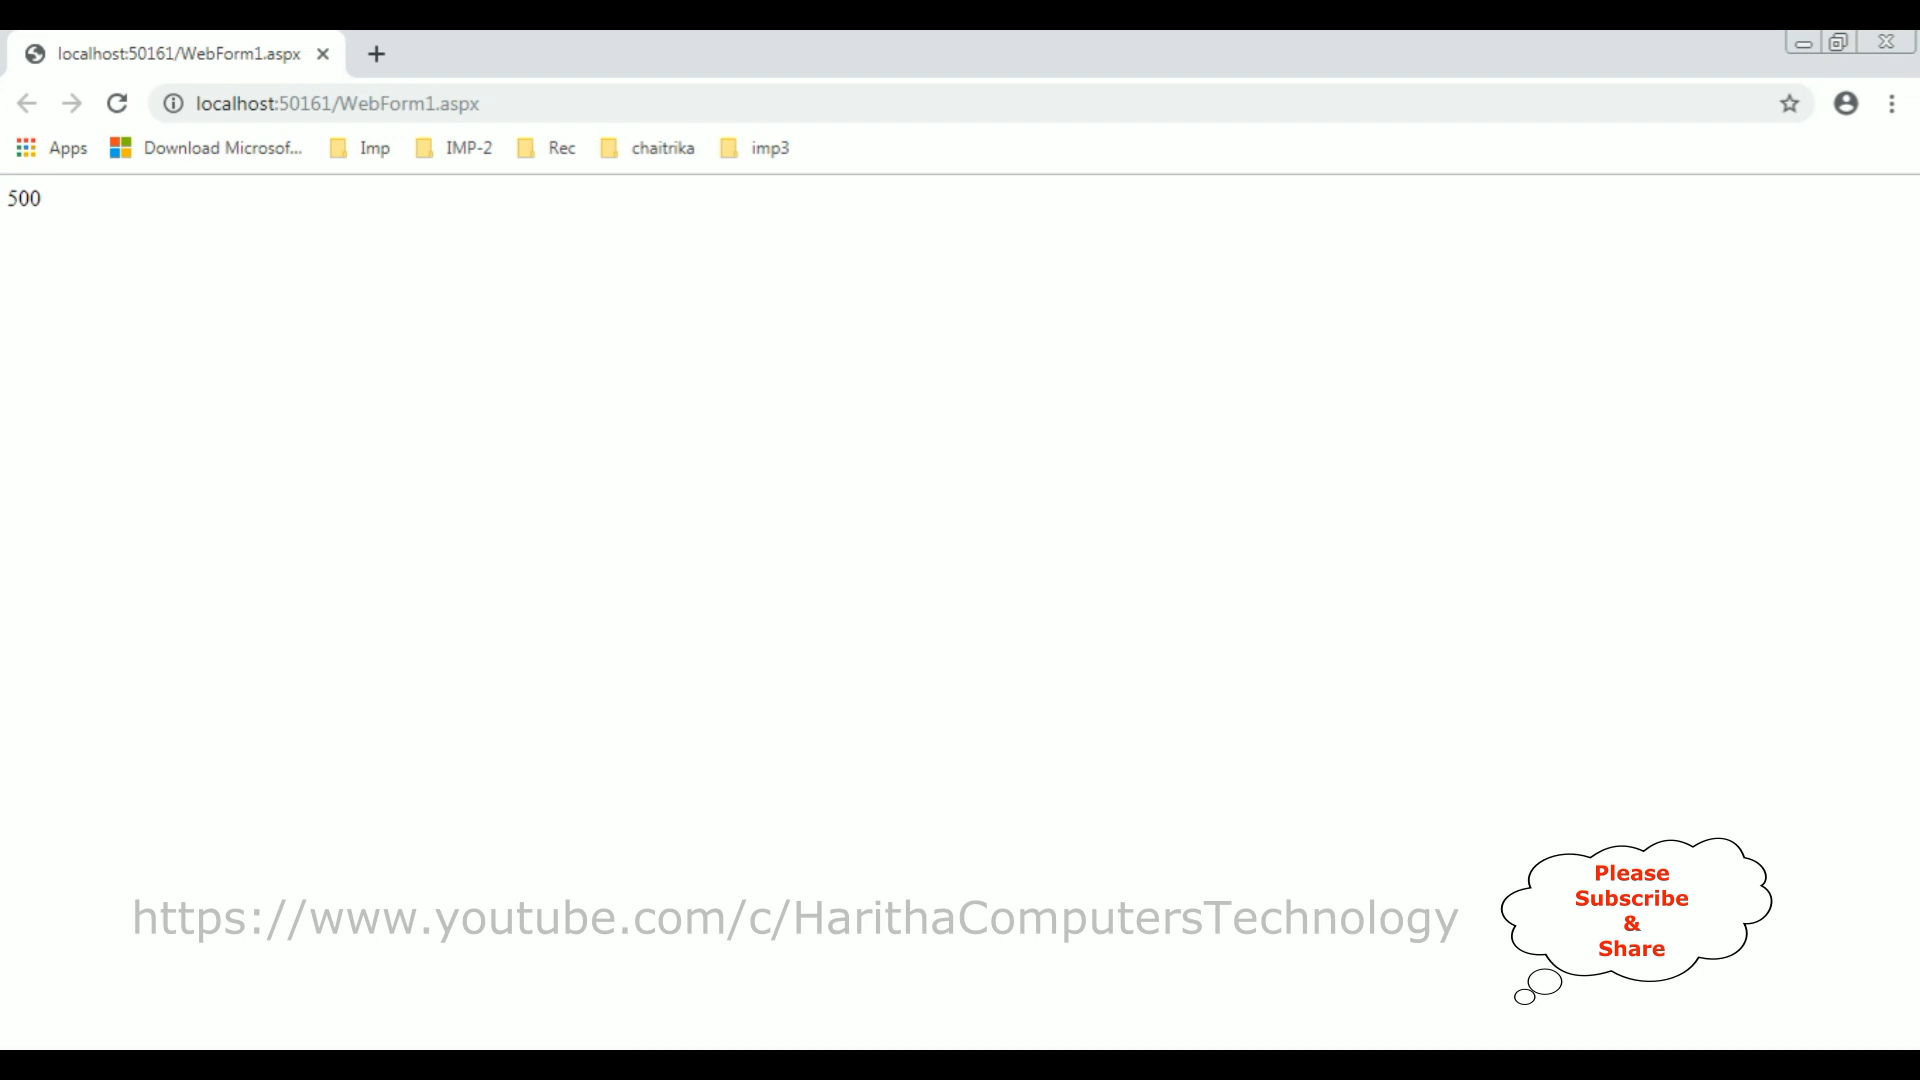 localhost:50161/WebForm1.aspx
localhost:50161/WebForm1.aspx
Apps Download Microsof... Imp IMP-2 Rec chaitrika imp3
500
https://www.youtube.com/c/HarithaComputersTechnology
Please
Subscribe
&
Share